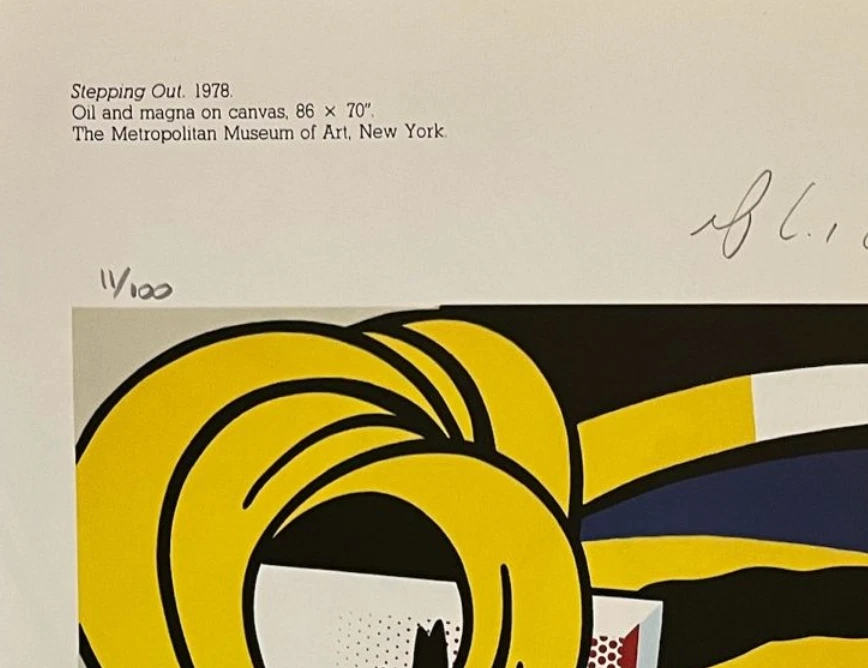 Stepping Out. 1978.
Oil and magna on canvas, 86 × 70".
The Metropolitan Museum of Art, New York.
11/100